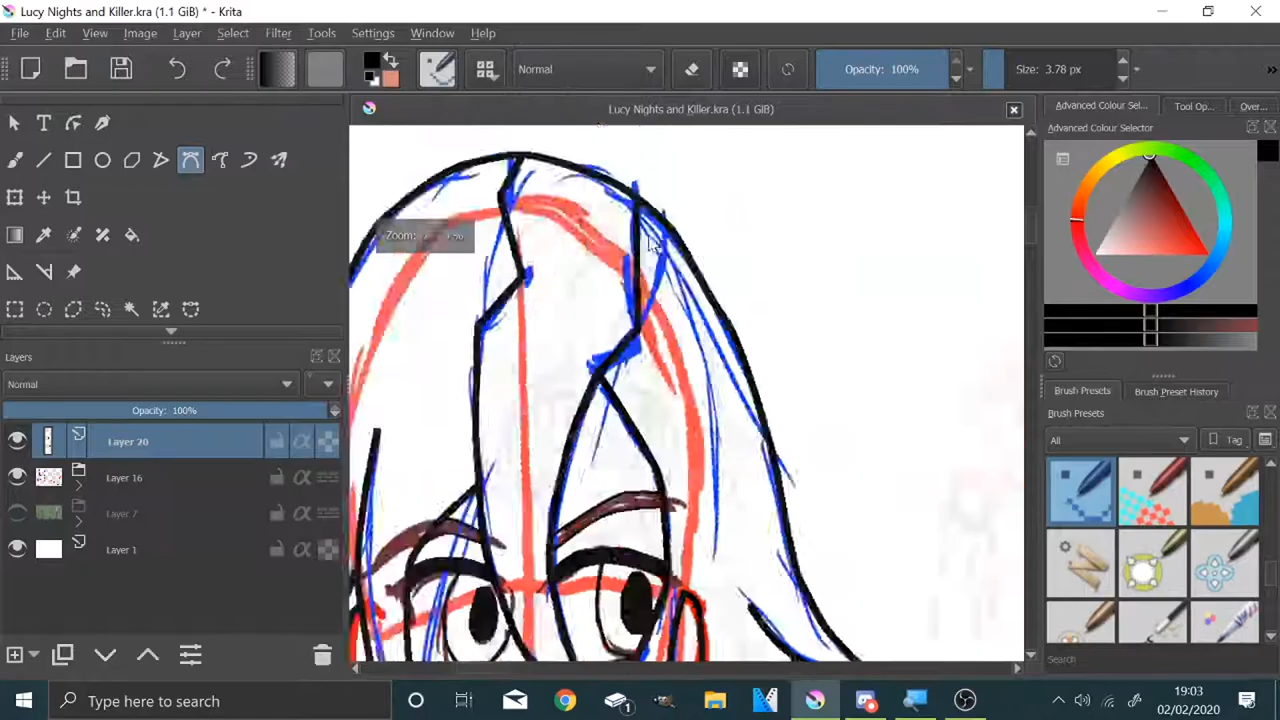 Lucy Nights and Killer.kra (1.1 GiB) * - Krita
File Edit View Image Layer Select Filter Tools Settings Window Help
Normal
Opacity: 100%
Size: 3.78 px
Lucy Nights and Killer.kra (1.1 GiB)
Advanced Colour Sel...
Tool Op...
Over...
Advanced Colour Selector
Zoom:
Layers
Normal
Opacity: 100%
Layer 20
Layer 16
Layer 7
Layer 1
Brush Presets
Brush Preset History
Brush Presets
All
Tag
Search
Type here to search
1
19:03
02/02/2020